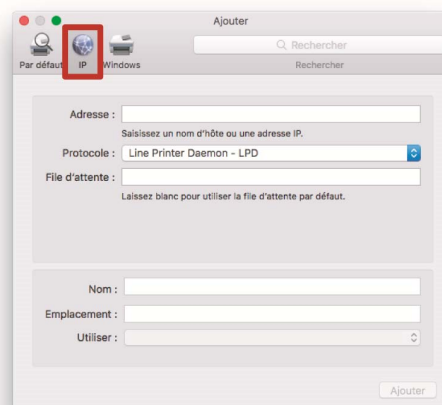 Ajouter
Par défaut IP Windows
Rechercher
Rechercher
Adresse :
Saisissez un nom d'hôte ou une adresse IP.
Protocole : Line Printer Daemon - LPD
File d'attente :
Laissez blanc pour utiliser la file d'attente par défaut.
Nom :
Emplacement :
Utiliser :
Ajouter